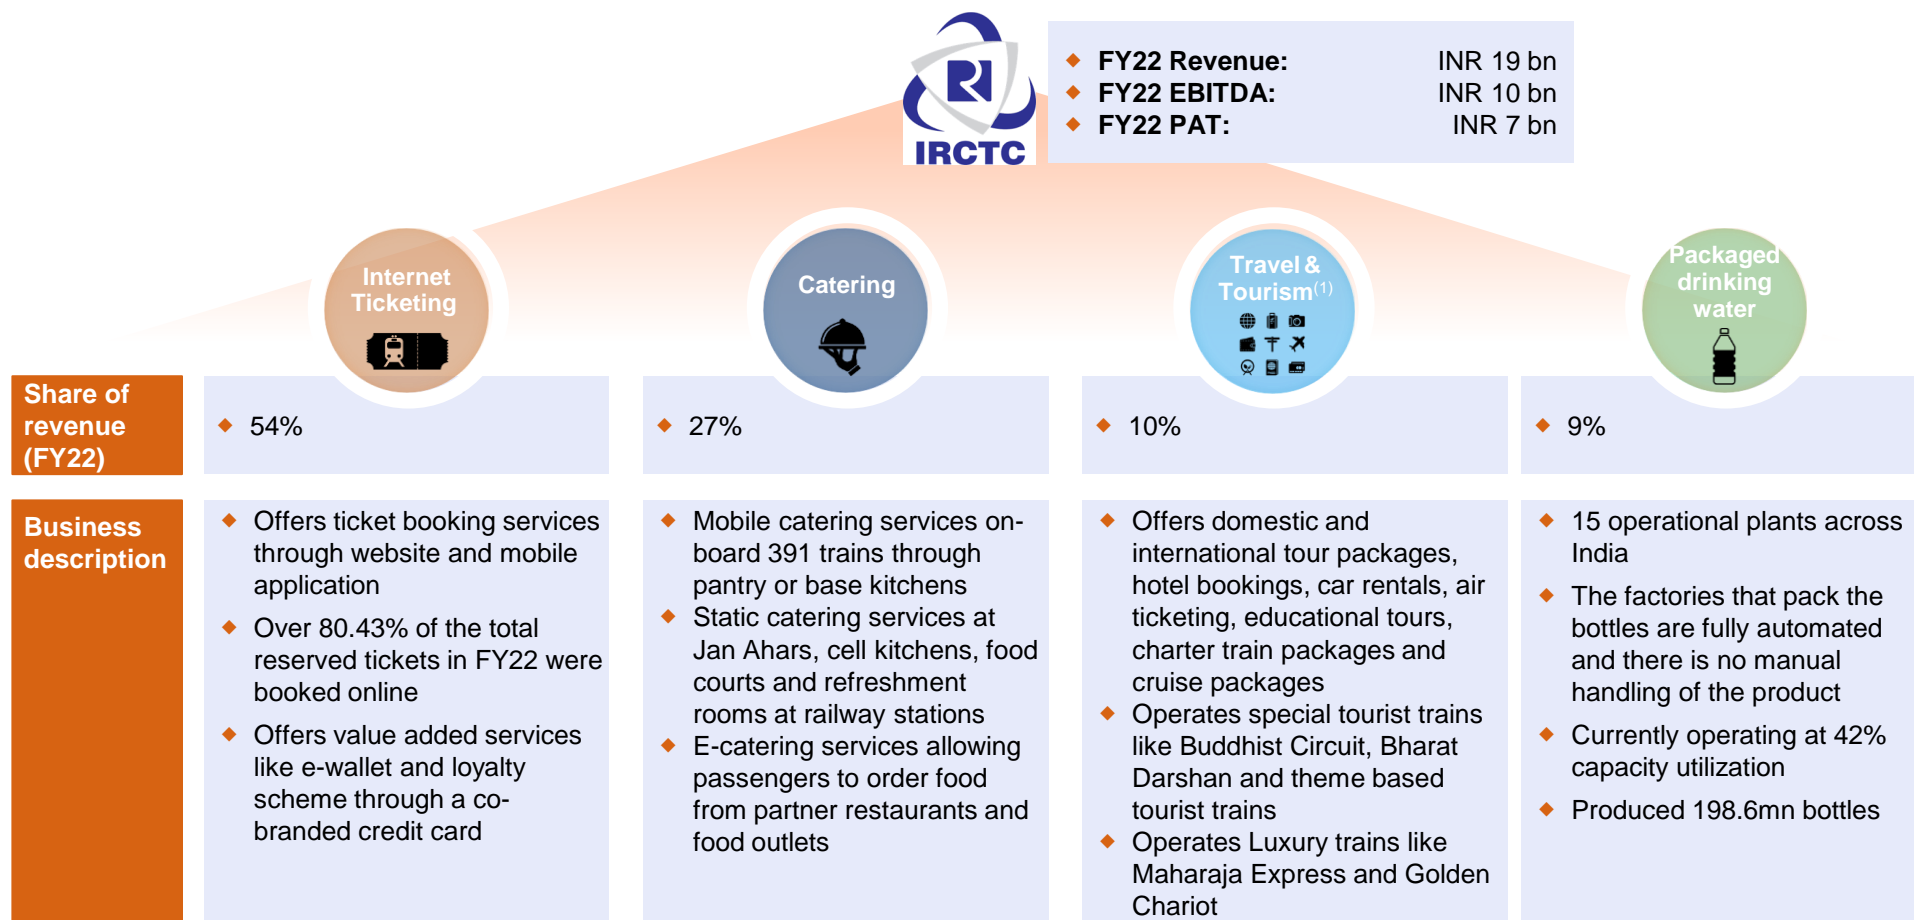 IRCTC
FY22 Revenue: INR 19 bn
FY22 EBITDA: INR 10 bn
FY22 PAT: INR 7 bn
Internet
Ticketing
Catering
Travel &
Tourism(1)
Packaged
drinking
water
Share of
revenue
(FY22)
54%
27%
10%
9%
Business
description
Offers ticket booking services
through website and mobile
application
Over 80.43% of the total
reserved tickets in FY22 were
booked online
Offers value added services
like e-wallet and loyalty
scheme through a co-
branded credit card
Mobile catering services on-
board 391 trains through
pantry or base kitchens
Static catering services at
Jan Ahars, cell kitchens, food
courts and refreshment
rooms at railway stations
E-catering services allowing
passengers to order food
from partner restaurants and
food outlets
Offers domestic and
international tour packages,
hotel bookings, car rentals, air
ticketing, educational tours,
charter train packages and
cruise packages
Operates special tourist trains
like Buddhist Circuit, Bharat
Darshan and theme based
tourist trains
Operates Luxury trains like
Maharaja Express and Golden
Chariot
15 operational plants across
India
The factories that pack the
bottles are fully automated
and there is no manual
handling of the product
Currently operating at 42%
capacity utilization
Produced 198.6mn bottles